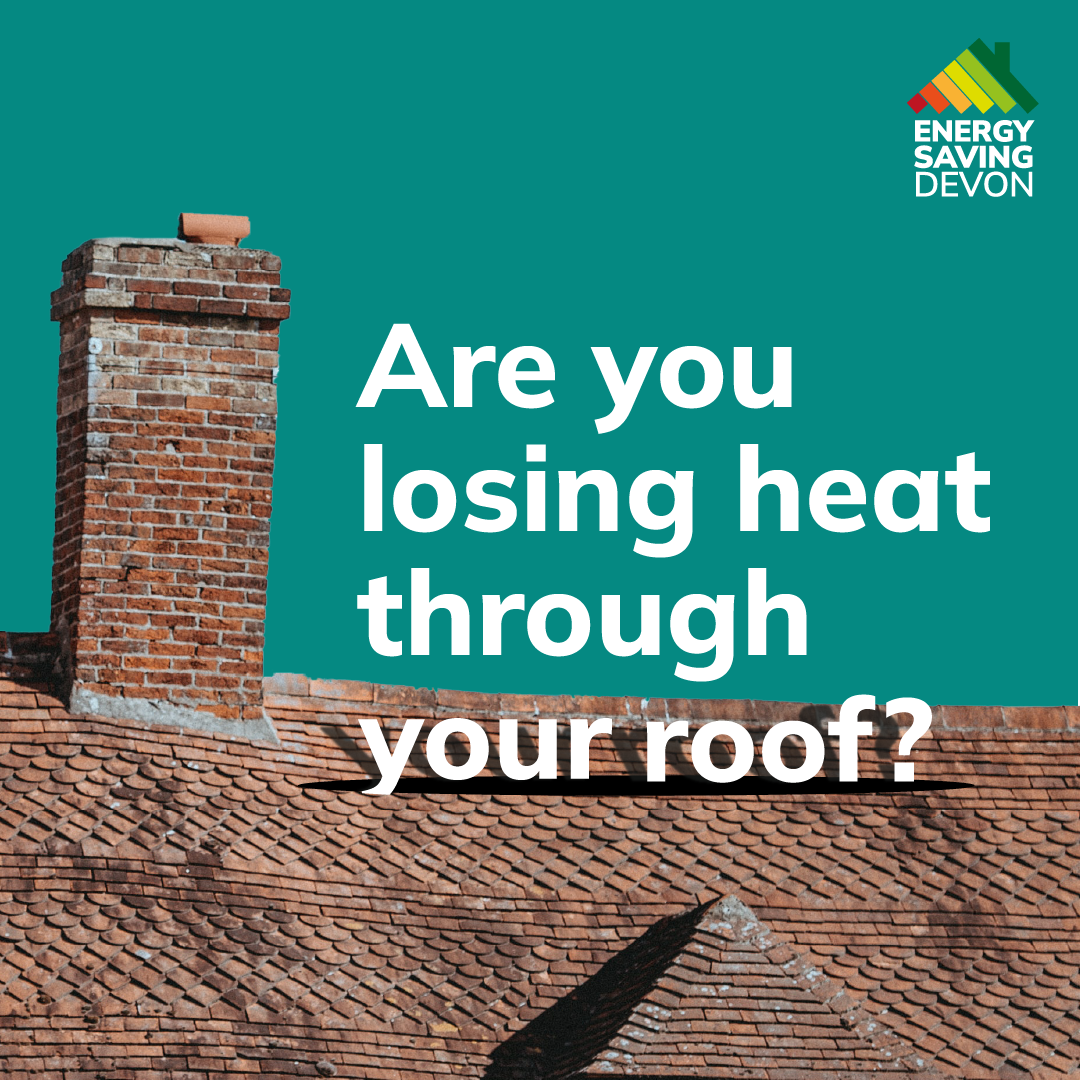 ENERGY
SAVING
DEVON
Are you
losing heat
through
your roof?